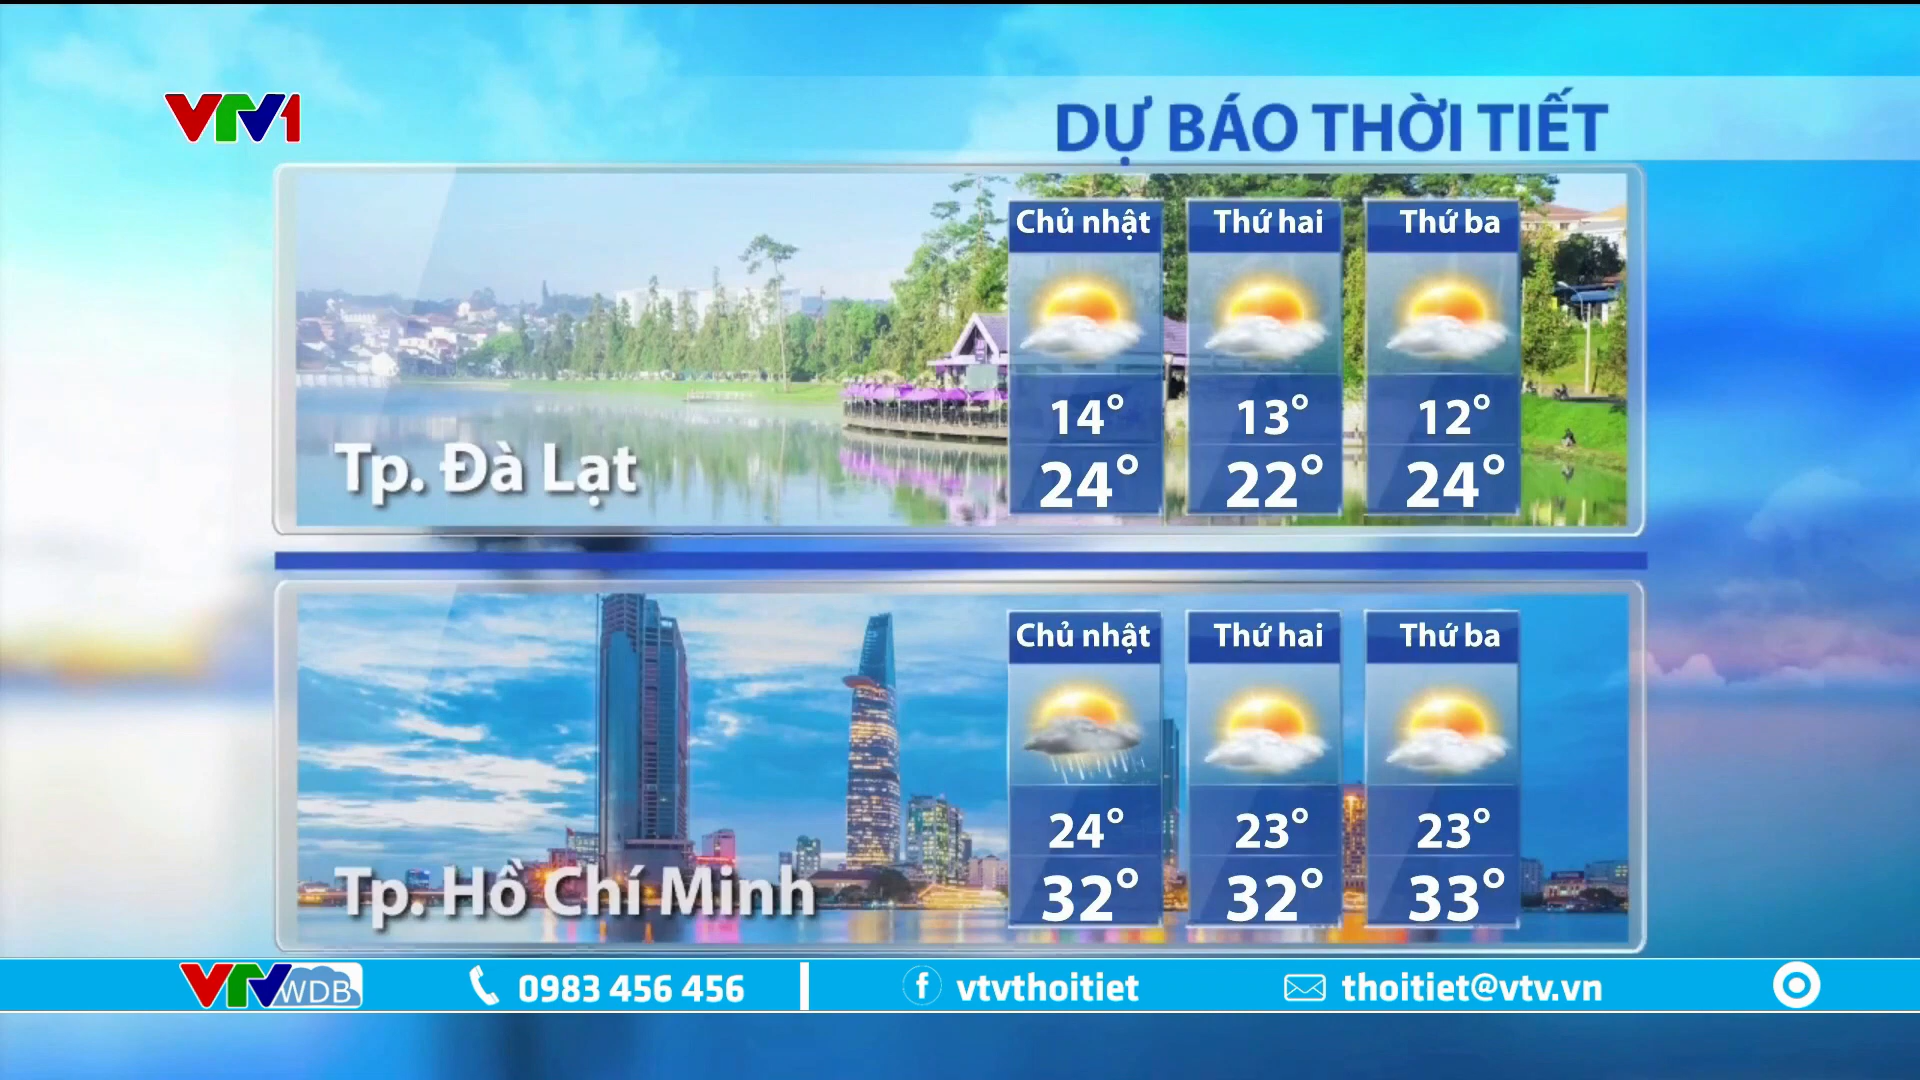 VTV1
DỰ BÁO THỜI TIẾT
Chủ nhật Thứ hai Thứ ba
14° 13° 12°
24° 22° 24°
Tp. Đà Lạt
Chủ nhật Thứ hai Thứ ba
24° 23° 23°
32° 32° 33°
Tp. Hồ Chí Minh
VTV WDB 0983 456 456 f vtvthoitiet thoitiet@vtv.vn